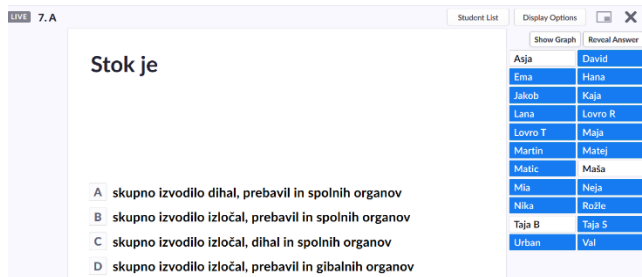 LIVE 7. A Student List Display Options
Show Graph Reveal Answer
Stok je
A skupno izvodilo dihal, prebavil in spolnih organov
B skupno izvodilo izločal, prebavil in spolnih organov
C skupno izvodilo izločal, dihal in spolnih organov
D skupno izvodilo izločal, prebavil in gibalnih organov
Asja David
Ema Hana
Jakob Kaja
Lana Lovro R
Lovro T Maja
Martin Matej
Matic Maša
Mia Neja
Nika Rožle
Taja B Taja S
Urban Val